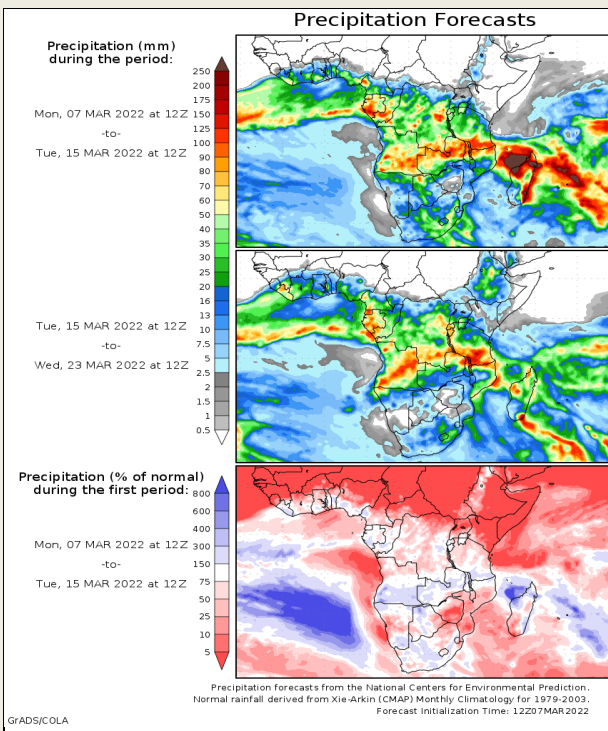 Precipitation Forecasts
Precipitation (mm)
during the period:
Mon, 07 MAR 2022 at 12Z
-to-
Tue, 15 MAR 2022 at 12Z
250
200
175
150
125
100
90
80
70
60
50
40
35
30
25
20
16
13
10
7.5
5
2.5
2
1.5
1
0.5
Tue, 15 MAR 2022 at 12Z
-to-
Wed, 23 MAR 2022 at 12Z
Precipitation (% of normal)
during the first period:
Mon, 07 MAR 2022 at 12Z
-to-
Tue, 15 MAR 2022 at 12Z
800
600
400
300
150
75
50
25
10
5
Precipitation forecasts from the National Centers for Environmental Prediction.
Normal rainfall derived from Xie-Arkin (CMAP) Monthly Climatology for 1979-2003.
Forecast Initialization Time: 12Z07MAR2022
GrADS/COLA